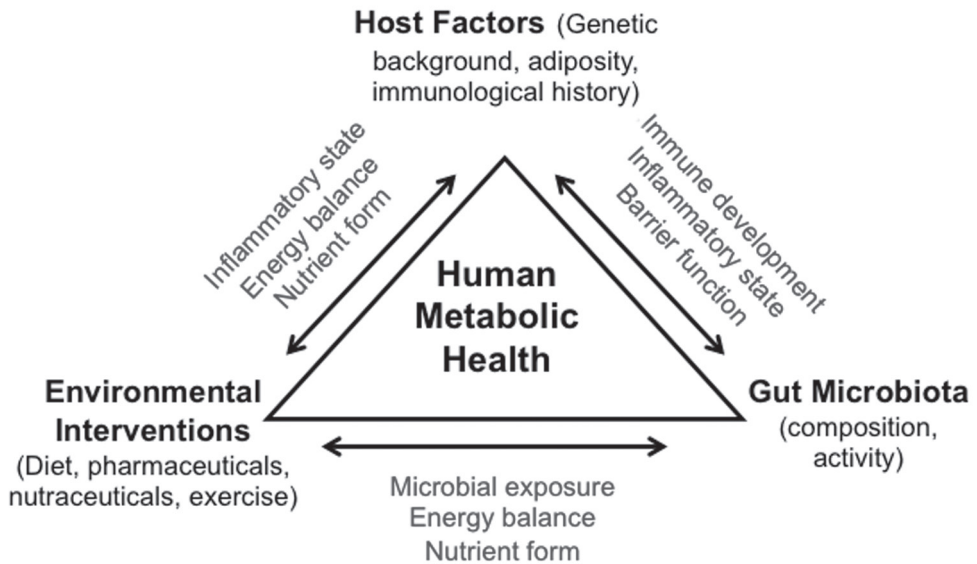 Host Factors (Genetic
background, adiposity,
immunological history)
Inflammatory state
Energy balance
Nutrient form
Immune development
Inflammatory state
Barrier function
Human
Metabolic
Health
Environmental
Interventions
(Diet, pharmaceuticals,
nutraceuticals, exercise)
Gut Microbiota
(composition,
activity)
Microbial exposure
Energy balance
Nutrient form